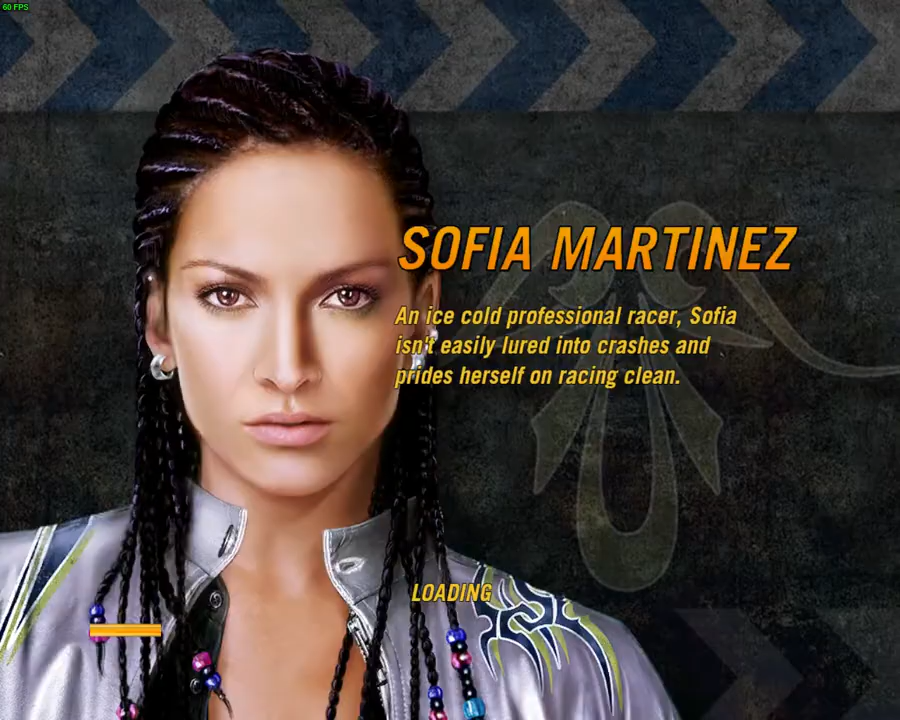 60 FPS
SOFIA MARTINEZ
An ice cold professional racer, Sofia
isn't easily lured into crashes and
prides herself on racing clean.
LOADING